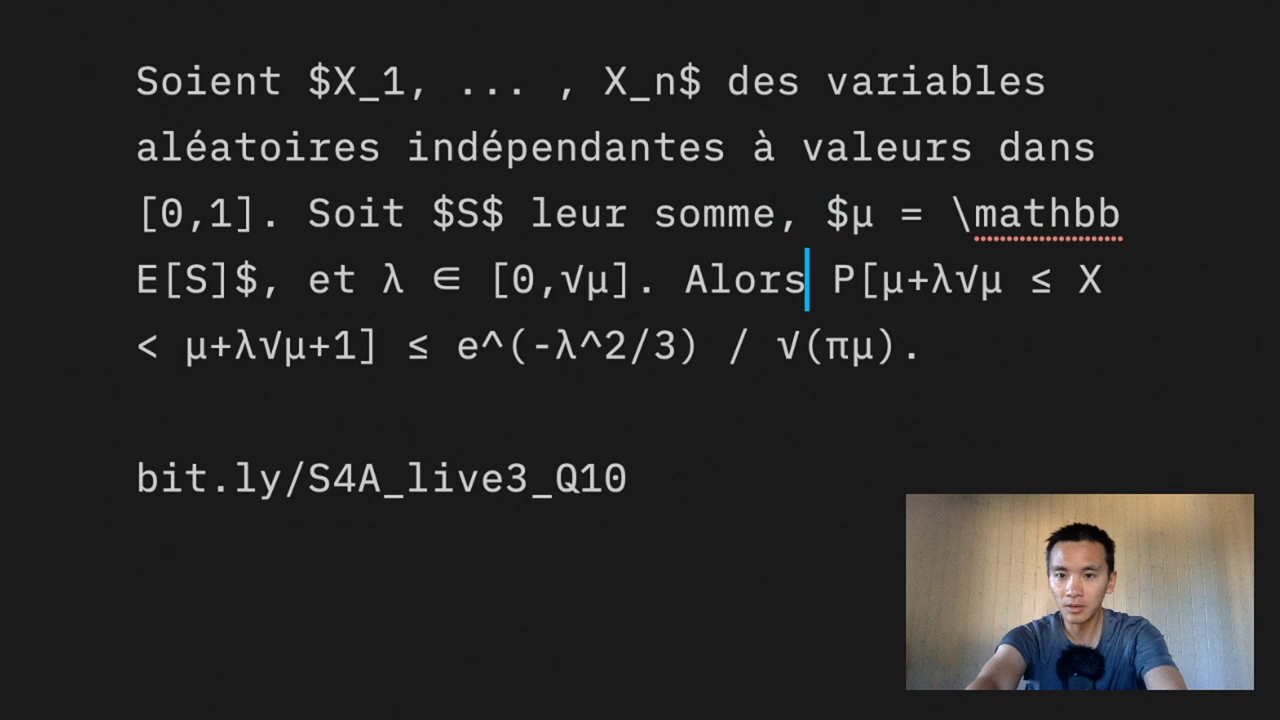 Soient $X_1, ... , X_n$ des variables
aléatoires indépendantes à valeurs dans
[0,1]. Soit $S$ leur somme, $μ = \mathbb
E[S]$, et λ ∈ [0,√μ]. Alors P[μ+λ√μ ≤ X
< μ+λ√μ+1] ≤ e^(-λ^2/3) / √(πμ).
bit.ly/S4A_live3_Q10